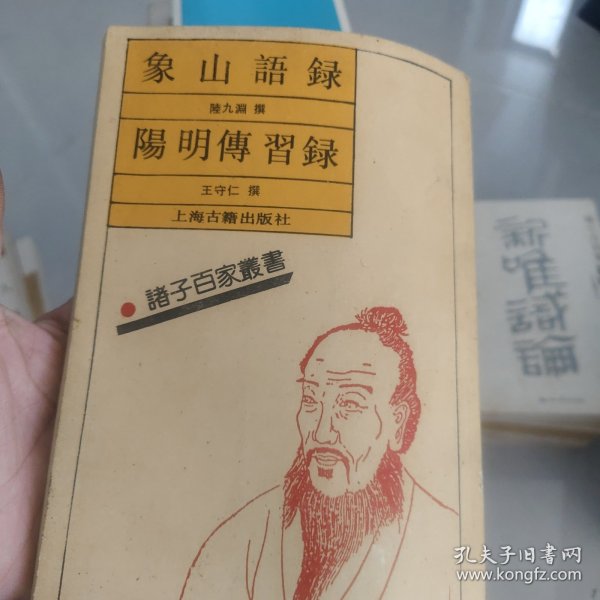 象山語録
陸九淵 撰
陽明傳習録
王守仁 撰
上海古籍出版社
諸子百家叢書
新唯識論
孔夫子旧書网
www.kongfz.com